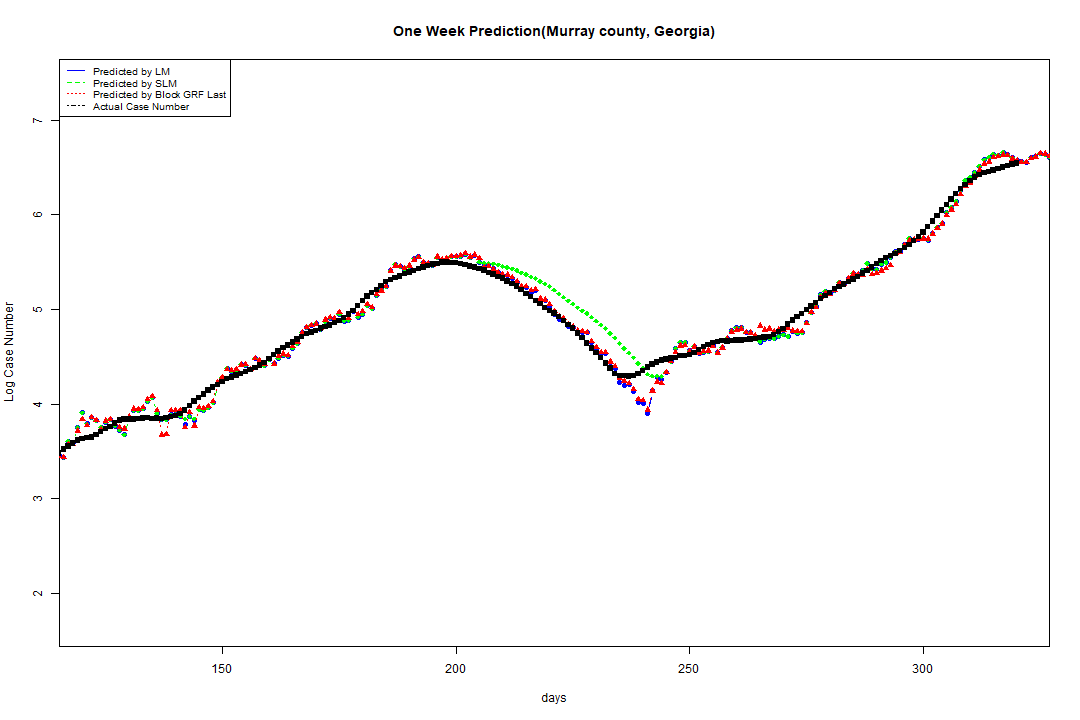 One Week Prediction(Murray county, Georgia)
Predicted by LM
Predicted by SLM
Predicted by Block GRF Last
Actual Case Number
Log Case Number
7
6
5
4
3
2
150 200 250 300
days